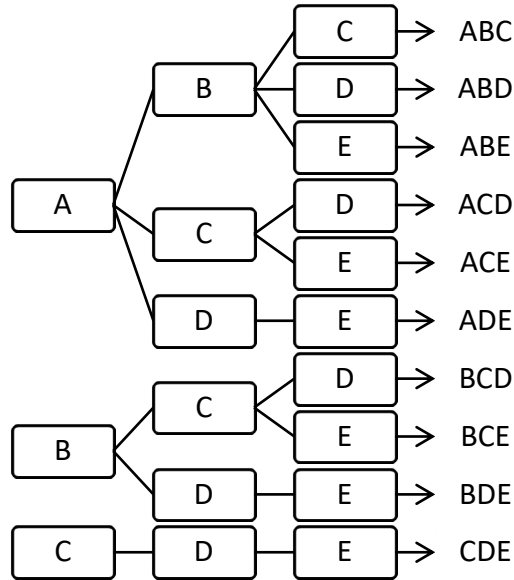 C ABC
B D ABD
E ABE
A D ACD
C E ACE
D E ADE
C D BCD
B E BCE
D E BDE
C D E CDE